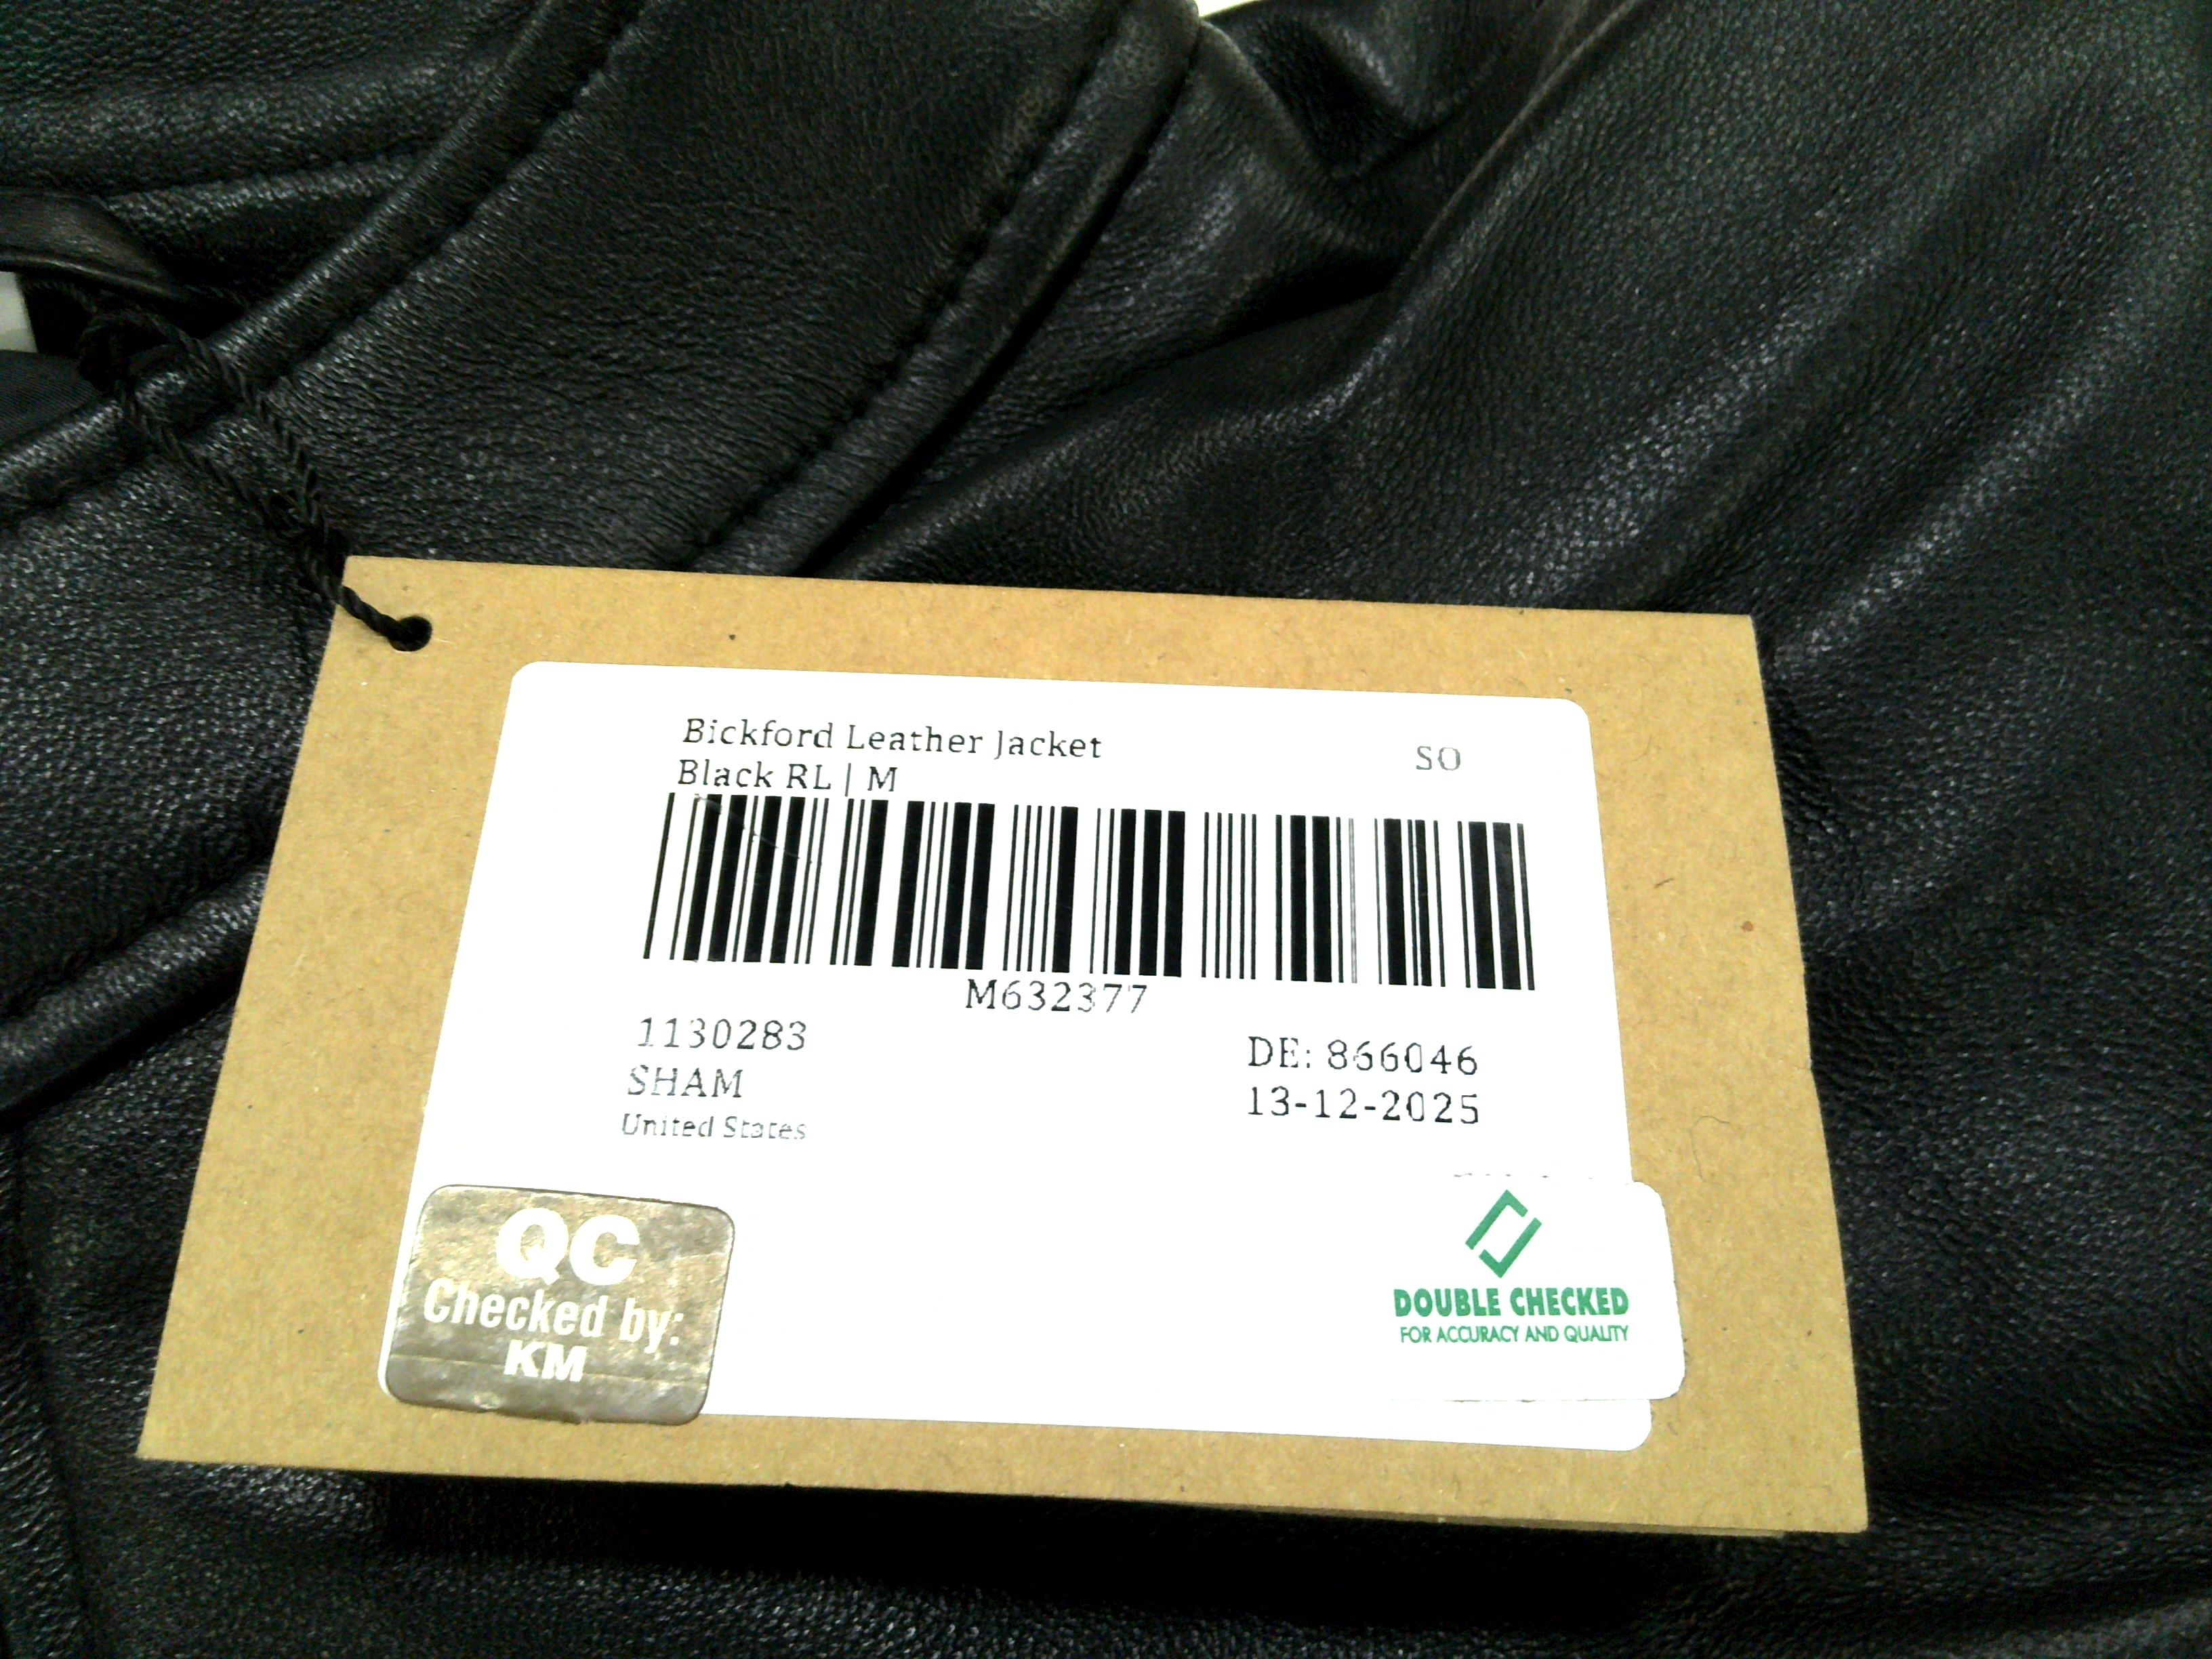 Bickford Leather Jacket
SO
Black RL | M
M632377
1130283
DE: 866046
SHAM
13-12-2025
United States
QC
Checked by:
KM
DOUBLE CHECKED
FOR ACCURACY AND QUALITY